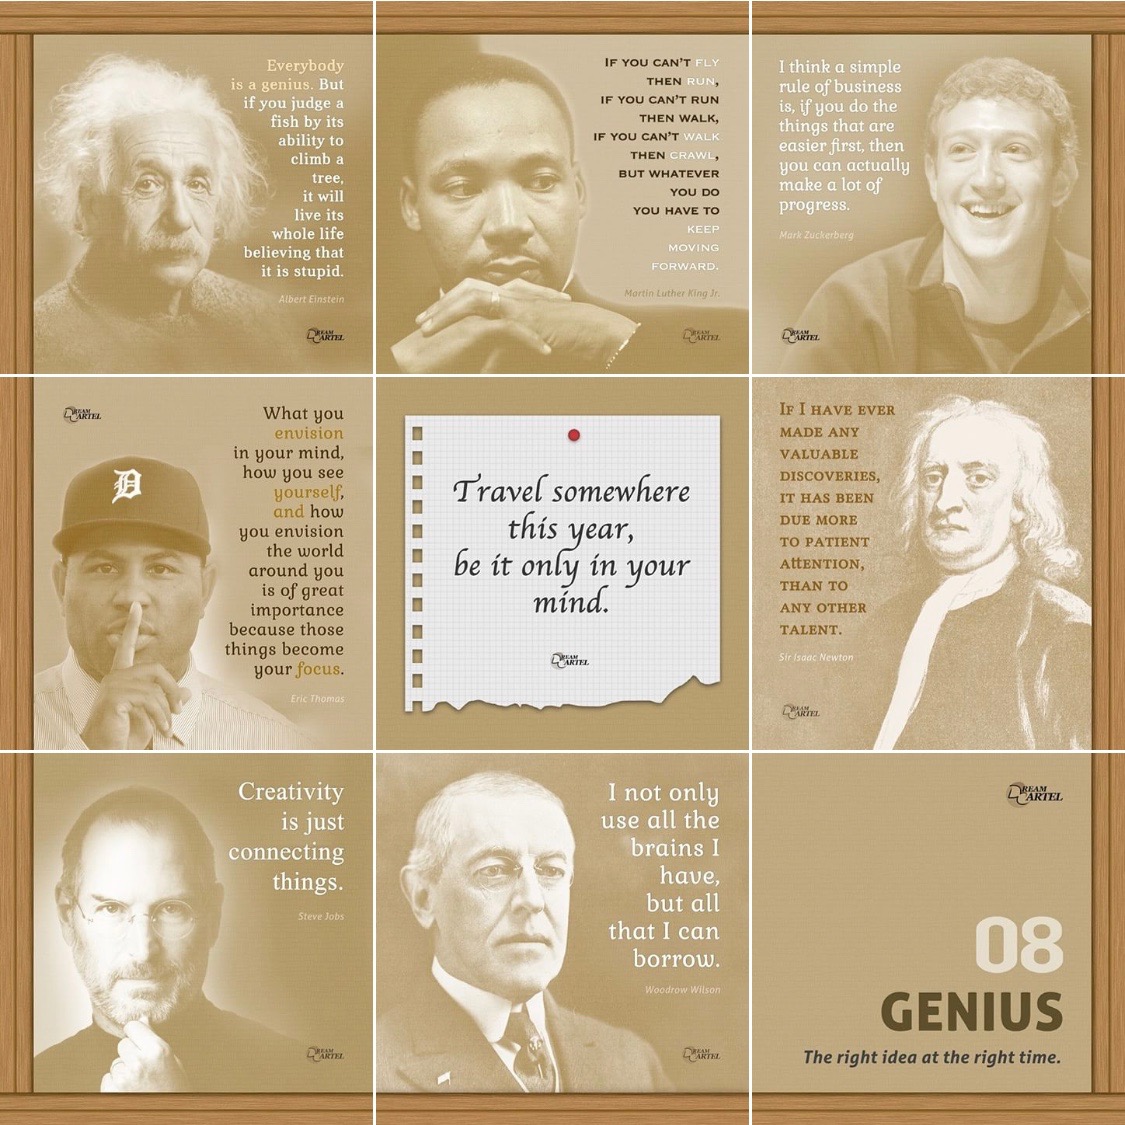 Everybody
is a genius. But
if you judge a
fish by its
ability to
climb a
tree,
it will
live its
whole life
believing that
it is stupid.
Albert Einstein
DREAM
CARTEL
IF YOU CAN'T FLY
THEN RUN,
IF YOU CAN'T RUN
THEN WALK,
IF YOU CAN'T WALK
THEN CRAWL,
BUT WHATEVER
YOU DO
YOU HAVE TO
KEEP
MOVING
FORWARD.
Martin Luther King Jr.
DREAM
CARTEL
I think a simple
rule of business
is, if you do the
things that are
easier first, then
you can actually
make a lot of
progress.
Mark Zuckerberg
DREAM
CARTEL
DREAM
CARTEL
What you
envision
in your mind,
how you see
yourself,
and how
you envision
the world
around you
is of great
importance
because those
things become
your focus.
Eric Thomas
D
Travel somewhere
this year,
be it only in your
mind.
DREAM
CARTEL
IF I HAVE EVER
MADE ANY
VALUABLE
DISCOVERIES,
IT HAS BEEN
DUE MORE
TO PATIENT
ATTENTION,
THAN TO
ANY OTHER
TALENT.
Sir Isaac Newton
DREAM
CARTEL
Creativity
is just
connecting
things.
Steve Jobs
DREAM
CARTEL
I not only
use all the
brains I
have,
but all
that I can
borrow.
Woodrow Wilson
DREAM
CARTEL
DREAM
CARTEL
08
GENIUS
The right idea at the right time.